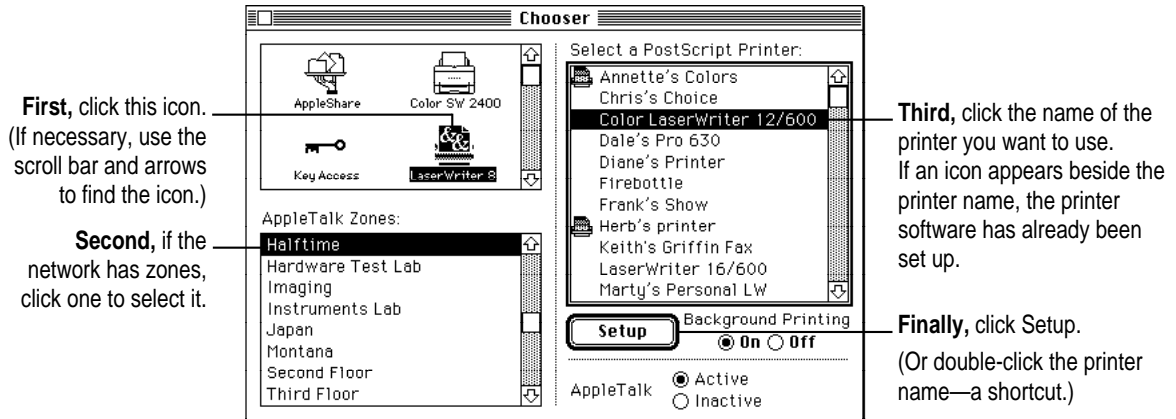 Chooser
First, click this icon.
(If necessary, use the
scroll bar and arrows
to find the icon.)
Second, if the
network has zones,
click one to select it.
AppleShare
Color SW 2400
Key Access
LaserWriter 8
AppleTalk Zones:
Halftime
Hardware Test Lab
Imaging
Instruments Lab
Japan
Montana
Second Floor
Third Floor
Select a PostScript Printer:
Annette's Colors
Chris's Choice
Color LaserWriter 12/600
Dale's Pro 630
Diane's Printer
Firebottle
Frank's Show
Herb's printer
Keith's Griffin Fax
LaserWriter 16/600
Marty's Personal LW
Setup
Background Printing
On Off
AppleTalk
Active
Inactive
Third, click the name of the
printer you want to use.
If an icon appears beside the
printer name, the printer
software has already been
set up.
Finally, click Setup.
(Or double-click the printer
name—a shortcut.)